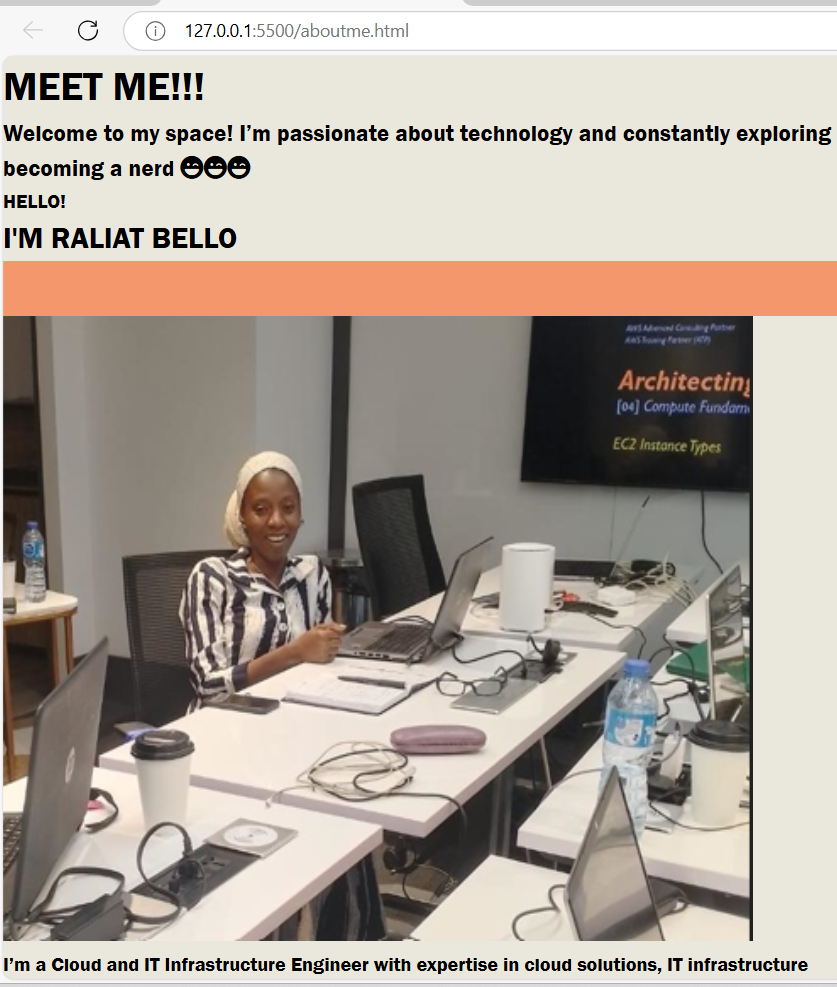 127.0.0.1:5500/aboutme.html
MEET ME!!!
Welcome to my space! I’m passionate about technology and constantly exploring
becoming a nerd 😀😀😀
HELLO!
I'M RALIAT BELLO
AWS Advanced Consulting Partner
AWS Training Partner (ATP)
Architecting
[04] Compute Fundam
EC2 Instance Types
I’m a Cloud and IT Infrastructure Engineer with expertise in cloud solutions, IT infrastructure